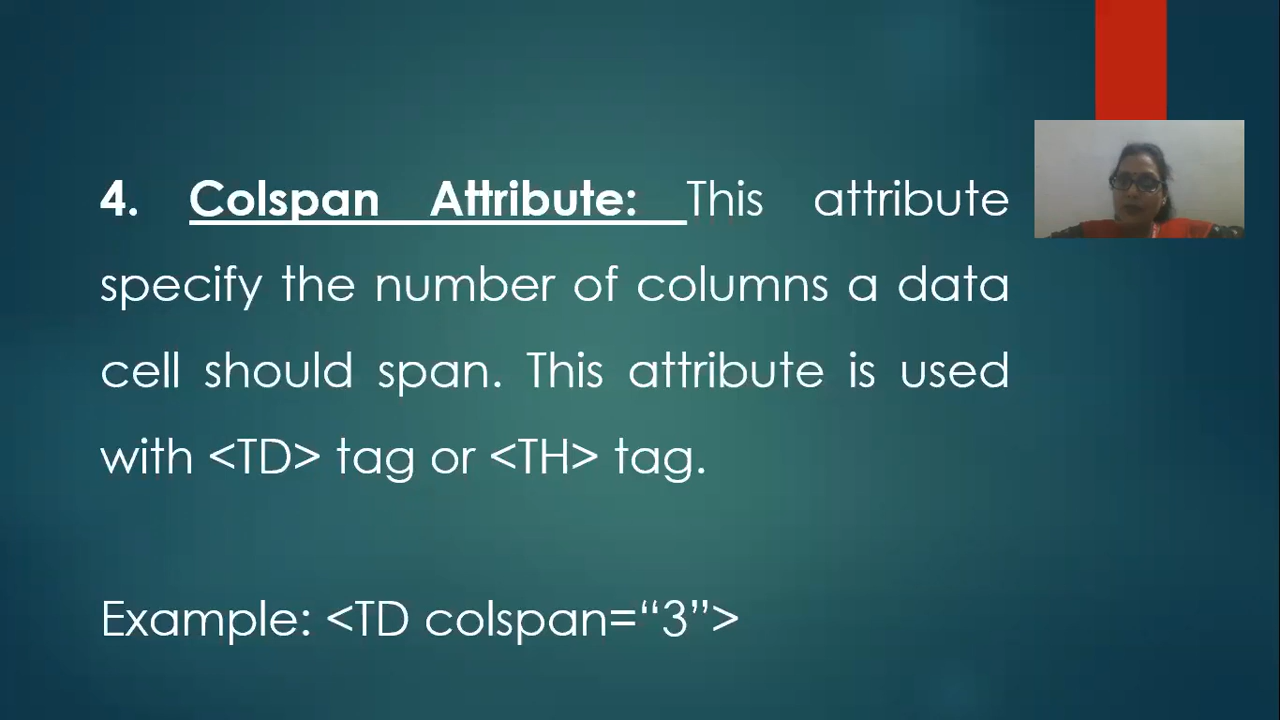 4. Colspan Attribute: This attribute
specify the number of columns a data
cell should span. This attribute is used
with <TD> tag or <TH> tag.
Example: <TD colspan=“3”>